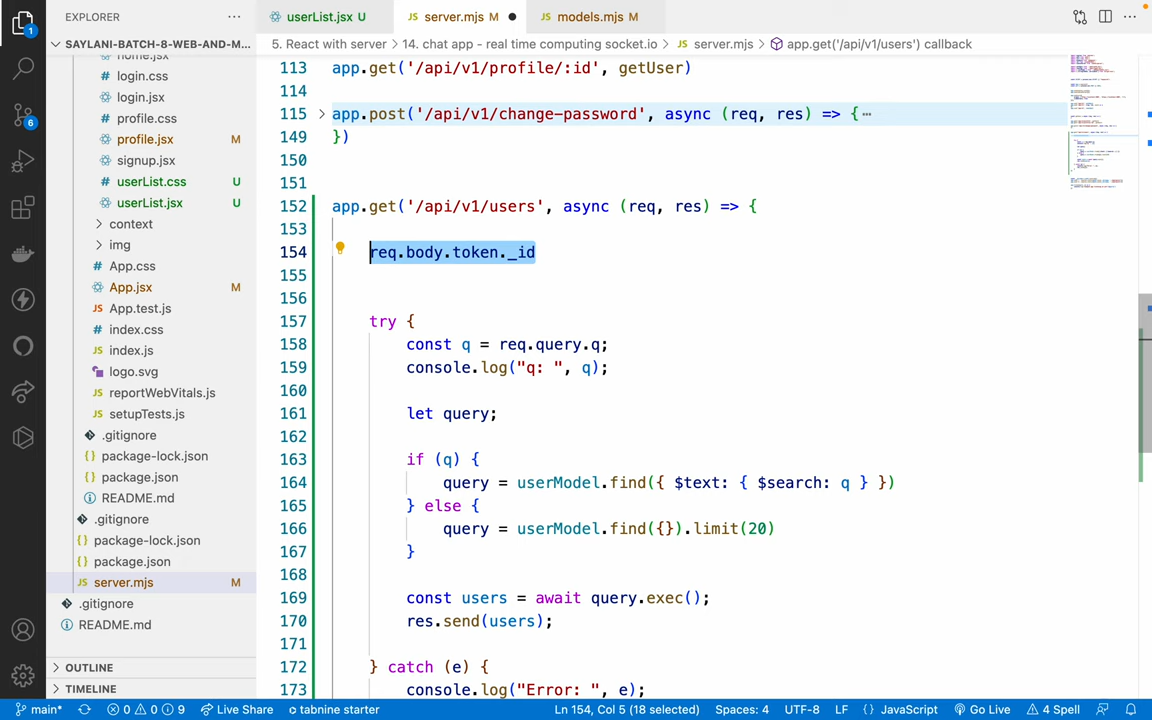 EXPLORER
userList.jsx U
JS server.mjs M
JS models.mjs M
SAYLANI-BATCH-8-WEB-AND-M...
5. React with server > 14. chat app - real time computing socket.io > JS server.mjs > app.get('/api/v1/users') callback
home.jsx
# login.css
login.jsx
# profile.css
profile.jsx M
signup.jsx
# userList.css U
userList.jsx U
> context
> img
# App.css
App.jsx M
JS App.test.js
# index.css
JS index.js
logo.svg
JS reportWebVitals.js
JS setupTests.js
.gitignore
{} package-lock.json
{} package.json
README.md
.gitignore
{} package-lock.json
{} package.json
JS server.mjs M
.gitignore
README.md
> OUTLINE
> TIMELINE
1
6
113 app.get('/api/v1/profile/:id', getUser)
114
115 app.post('/api/v1/change-password', async (req, res) => {⋯
149 })
150
151
152 app.get('/api/v1/users', async (req, res) => {
153
154 req.body.token._id
155
156
157 try {
158 const q = req.query.q;
159 console.log("q: ", q);
160
161 let query;
162
163 if (q) {
164 query = userModel.find({ $text: { $search: q } })
165 } else {
166 query = userModel.find({}).limit(20)
167 }
168
169 const users = await query.exec();
170 res.send(users);
171
172 } catch (e) {
173 console.log("Error: ", e);
main* 0 0 9 Live Share tabnine starter Ln 154, Col 5 (18 selected) Spaces: 4 UTF-8 LF {} JavaScript Go Live 4 Spell